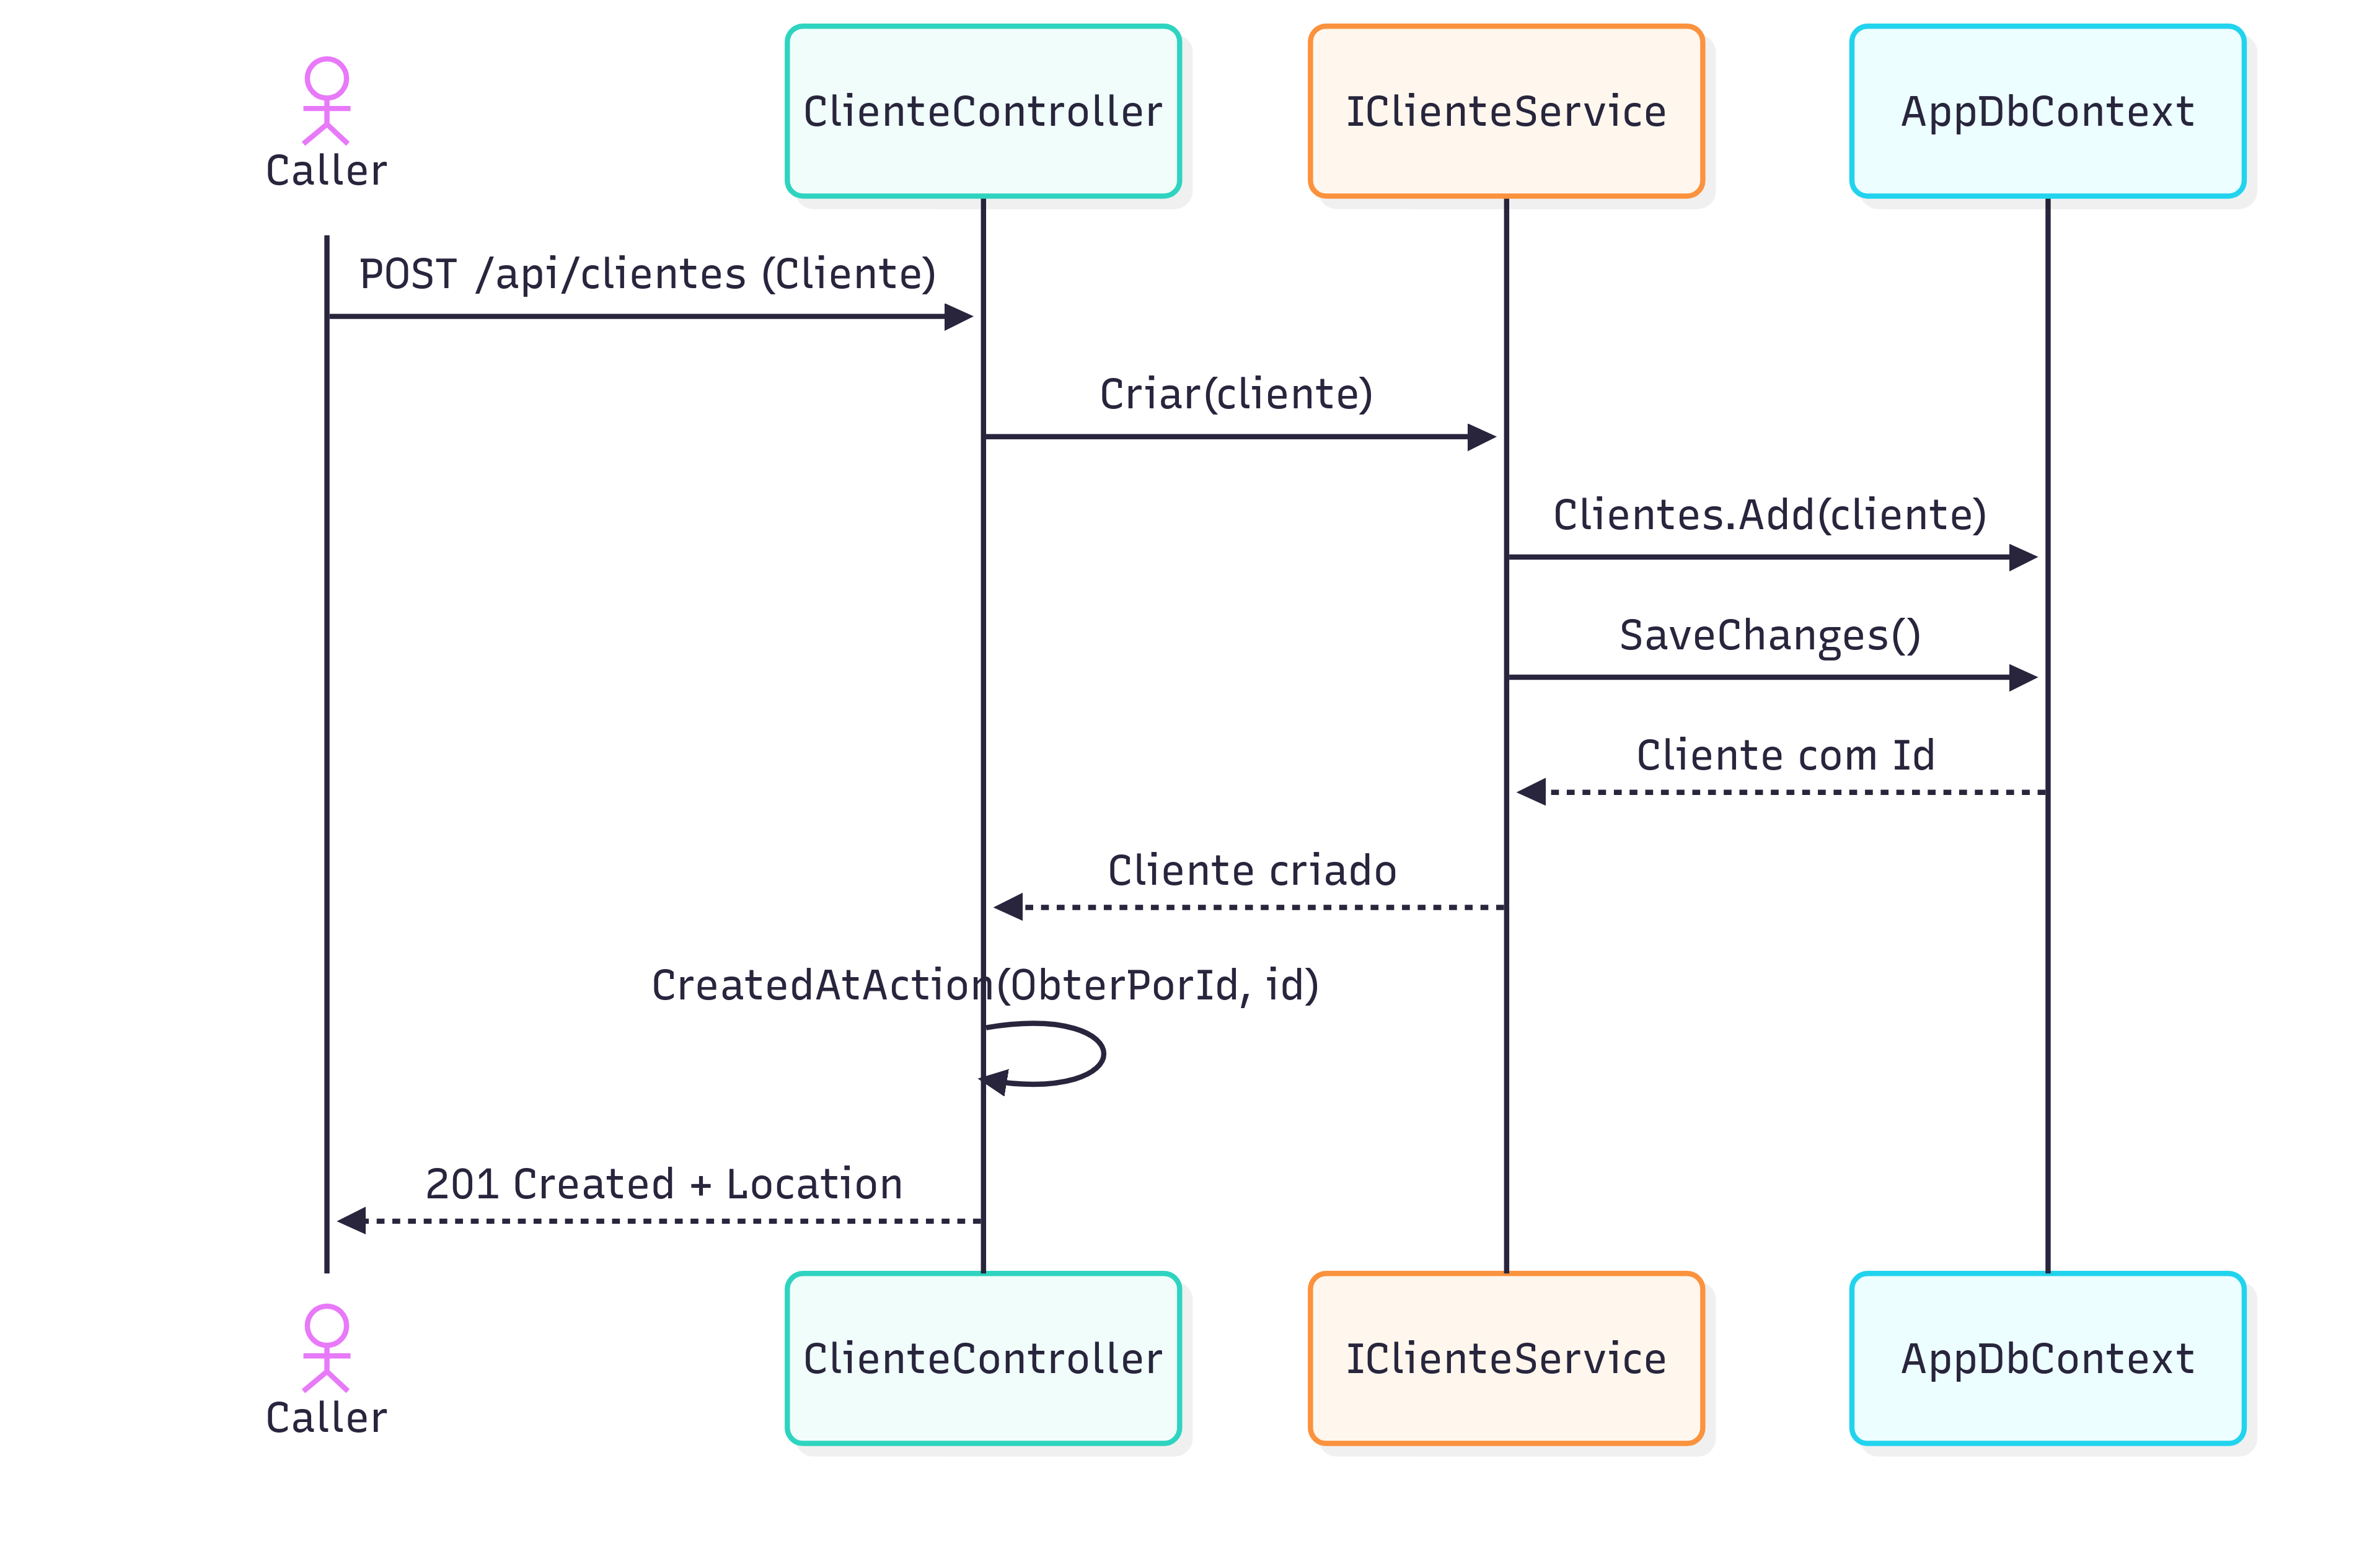 Caller
ClienteController
IClienteService
AppDbContext
POST /api/clientes (Cliente)
Criar(cliente)
Clientes.Add(cliente)
SaveChanges()
Cliente com Id
Cliente criado
CreatedAtAction(ObterPorId, id)
201 Created + Location
Caller
ClienteController
IClienteService
AppDbContext